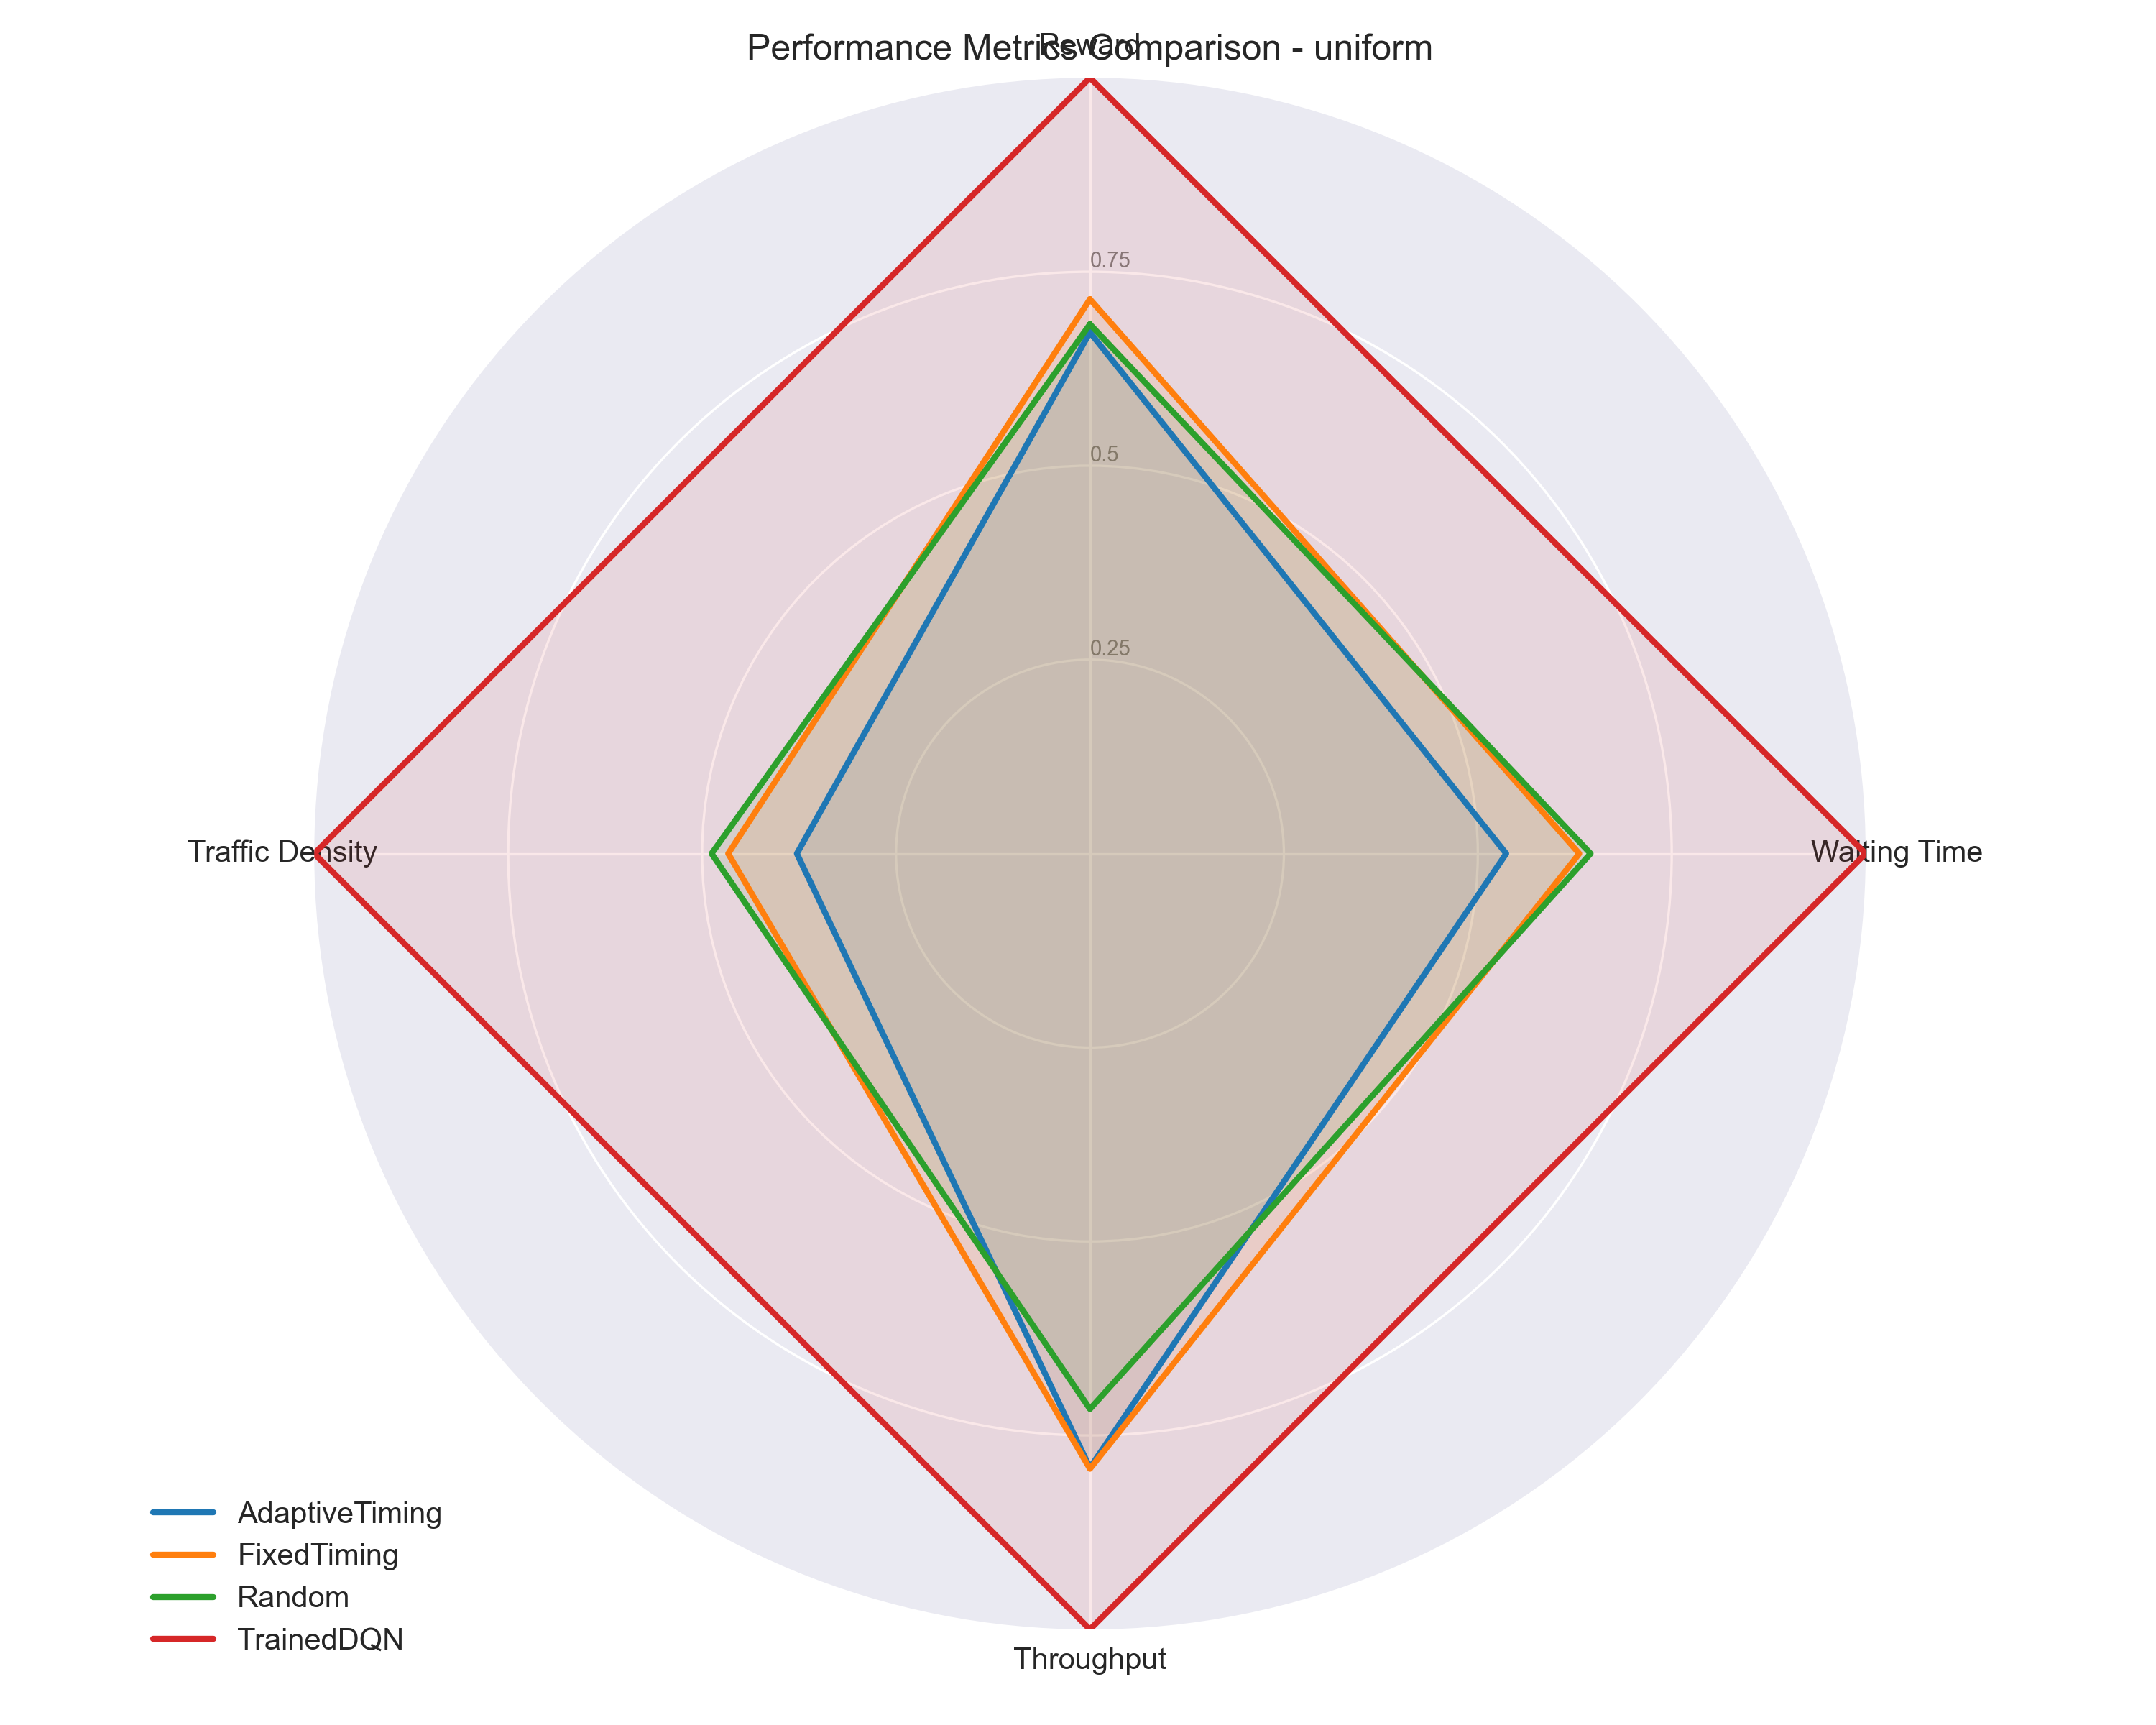 Reward
Performance Metrics Comparison - uniform
0.75
0.5
0.25
Traffic Density
Waiting Time
AdaptiveTiming
FixedTiming
Random
TrainedDQN
Throughput